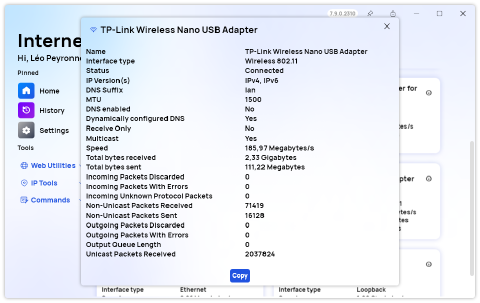 7.9.0.2310
Interne
Hi, Léo Peyronne
Pinned
Home
History
Settings
Tools
Web Utilities
IP Tools
Commands
TP-Link Wireless Nano USB Adapter
Name TP-Link Wireless Nano USB Adapter
Interface type Wireless 802.11
Status Connected
IP Version(s) IPv4, IPv6
DNS Suffix lan
MTU 1500
DNS enabled No
Dynamically configured DNS Yes
Receive Only No
Multicast Yes
Speed 185,97 Megabytes/s
Total bytes received 2,33 Gigabytes
Total bytes sent 111,22 Megabytes
Incoming Packets Discarded 0
Incoming Packets With Errors 0
Incoming Unknown Protocol Packets 0
Non-Unicast Packets Received 71419
Non-Unicast Packets Sent 16128
Outgoing Packets Discarded 0
Outgoing Packets With Errors 0
Output Queue Length 0
Unicast Packets Received 2037824
Copy
er for
es/s
apter
1
bytes/s
tes
es
Interface type Ethernet
Interface type Loopback